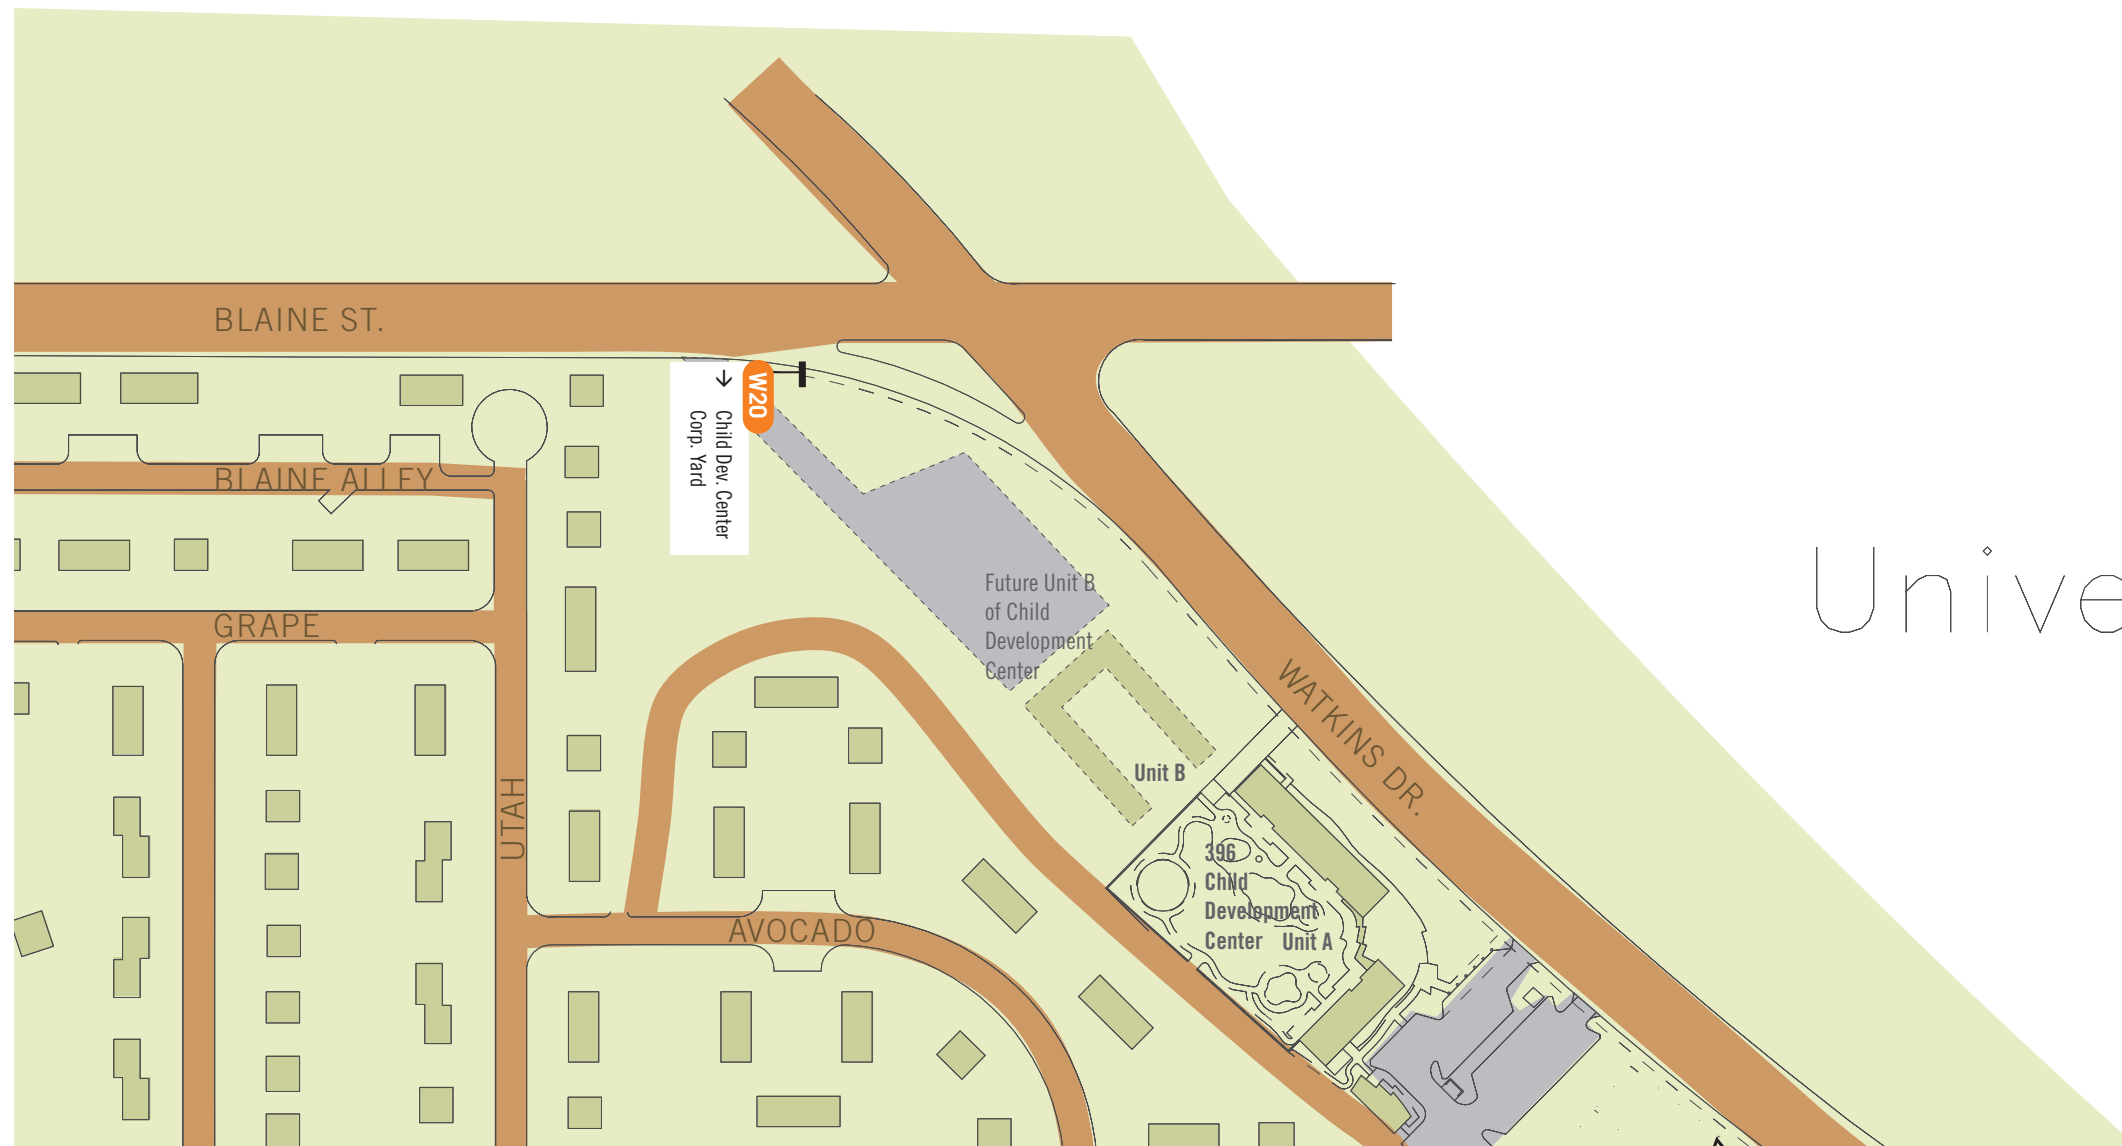 BLAINE ST.
W20
→ Child Dev. Center
Corp. Yard
BLAINE ALLEY
Future Unit B
of Child
Development
Center
Unive
GRAPE
WATKINS DR.
Unit B
UTAH
396
Child
Development
Center Unit A
AVOCADO